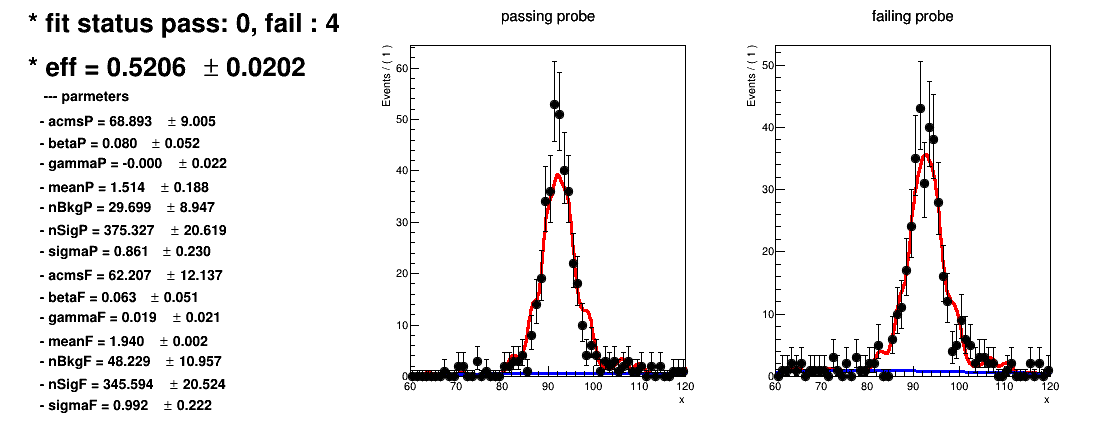 * fit status pass: 0, fail : 4
* eff = 0.5206 ± 0.0202
--- parmeters
- acmsP = 68.893 ± 9.005
- betaP = 0.080 ± 0.052
- gammaP = -0.000 ± 0.022
- meanP = 1.514 ± 0.188
- nBkgP = 29.699 ± 8.947
- nSigP = 375.327 ± 20.619
- sigmaP = 0.861 ± 0.230
- acmsF = 62.207 ± 12.137
- betaF = 0.063 ± 0.051
- gammaF = 0.019 ± 0.021
- meanF = 1.940 ± 0.002
- nBkgF = 48.229 ± 10.957
- nSigF = 345.594 ± 20.524
- sigmaF = 0.992 ± 0.222
passing probe
Events / ( 1 )
60
50
40
30
20
10
0
60 70 80 90 100 110 120
x
failing probe
Events / ( 1 )
50
40
30
20
10
0
60 70 80 90 100 110 120
x